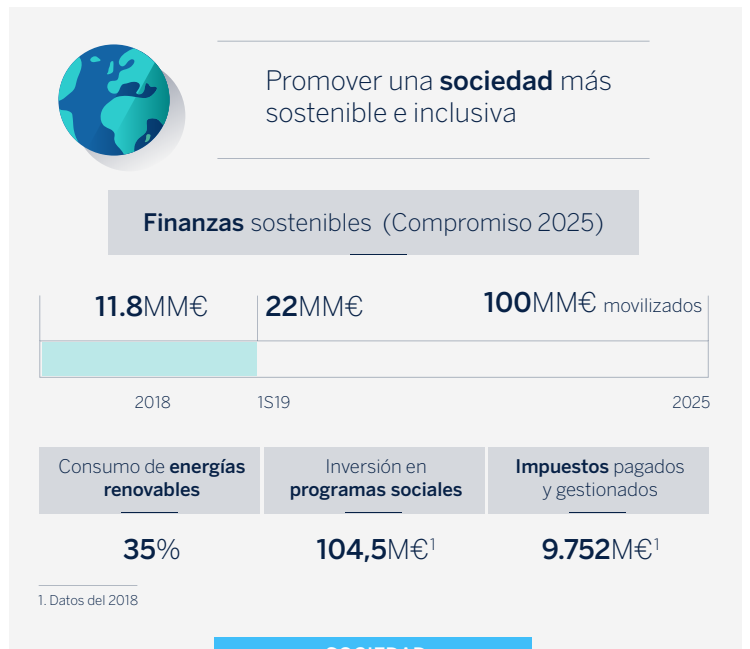 Promover una sociedad más
sostenible e inclusiva
Finanzas sostenibles (Compromiso 2025)
11.8MM€ 22MM€ 100MM€ movilizados
2018 1S19 2025
Consumo de energías
renovables
Inversión en
programas sociales
Impuestos pagados
y gestionados
35% 104,5M€¹ 9.752M€¹
1. Datos del 2018